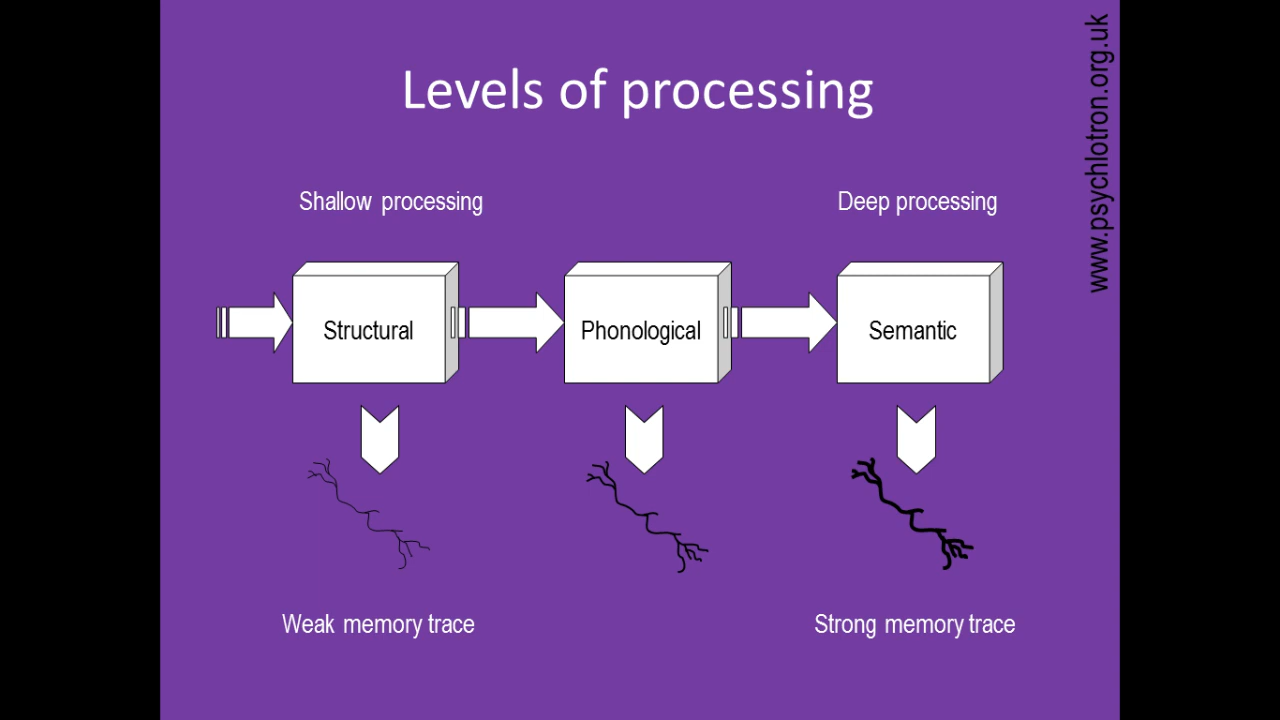 Levels of processing
www.psychlotron.org.uk
Shallow processing
Deep processing
Structural
Phonological
Semantic
Weak memory trace
Strong memory trace